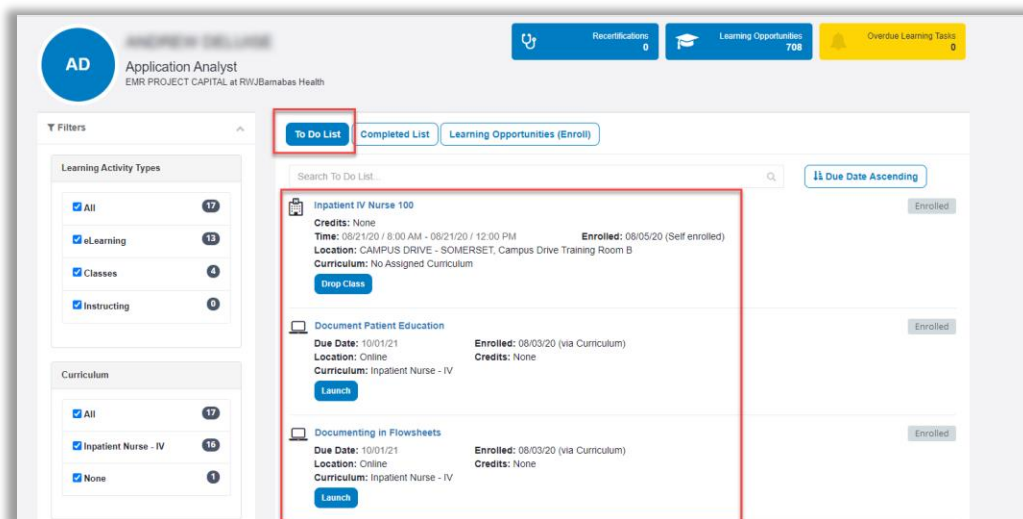 AD
Application Analyst
EMR PROJECT CAPITAL at RWJBarnabas Health
Recertifications
0
Learning Opportunities
708
Overdue Learning Tasks
0
Filters
Learning Activity Types
All 17
eLearning 13
Classes 4
Instructing 0
Curriculum
All 17
Inpatient Nurse - IV 16
None 1
To Do List Completed List Learning Opportunities (Enroll)
Search To Do List...
Due Date Ascending
Inpatient IV Nurse 100 Enrolled
Credits: None
Time: 08/21/20 / 8:00 AM - 08/21/20 / 12:00 PM Enrolled: 08/05/20 (Self enrolled)
Location: CAMPUS DRIVE - SOMERSET, Campus Drive Training Room B
Curriculum: No Assigned Curriculum
Drop Class
Document Patient Education Enrolled
Due Date: 10/01/21 Enrolled: 08/03/20 (via Curriculum)
Location: Online Credits: None
Curriculum: Inpatient Nurse - IV
Launch
Documenting in Flowsheets Enrolled
Due Date: 10/01/21 Enrolled: 08/03/20 (via Curriculum)
Location: Online Credits: None
Curriculum: Inpatient Nurse - IV
Launch